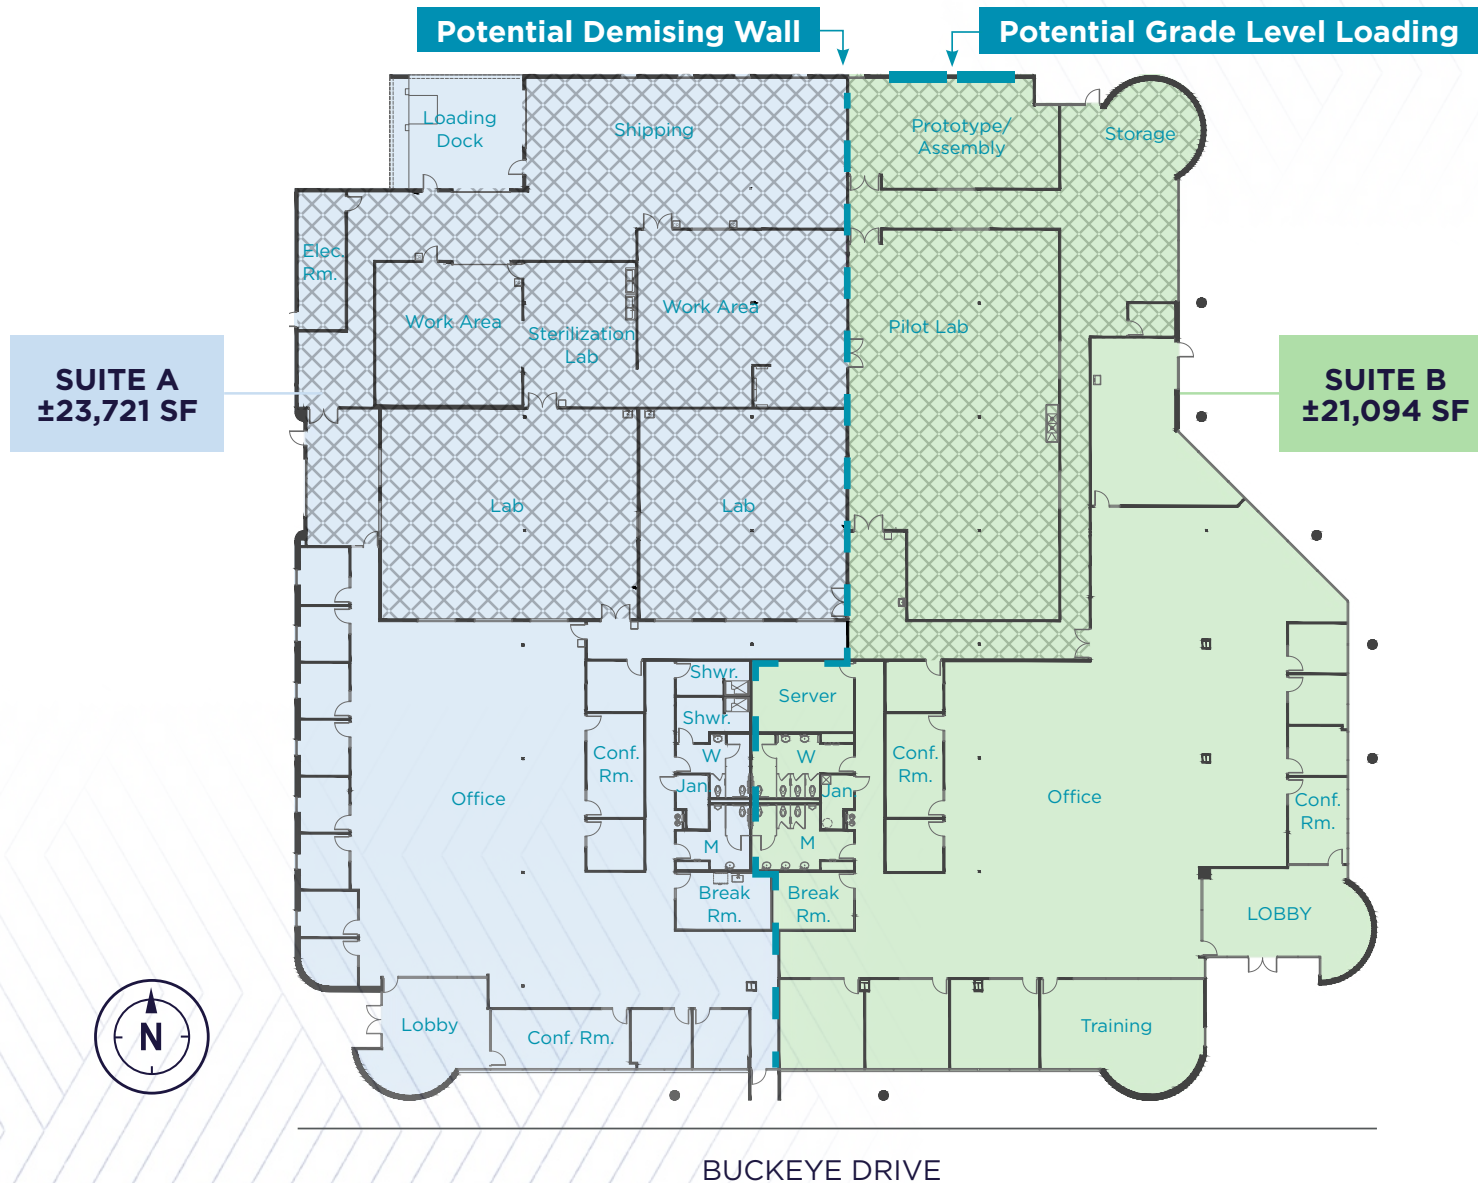 Potential Demising Wall
Potential Grade Level Loading
Loading
Dock
Shipping
Prototype/
Assembly
Storage
Elec.
Rm.
Work Area
Sterilization
Lab
Work Area
Pilot Lab
SUITE A
±23,721 SF
SUITE B
±21,094 SF
Lab
Lab
Shwr.
Server
Shwr.
Conf.
Rm.
W
W
Conf.
Rm.
Jan
Jan
Office
Office
Conf.
Rm.
M
M
Break
Rm.
Break
Rm.
LOBBY
N
Lobby
Conf. Rm.
Training
BUCKEYE DRIVE